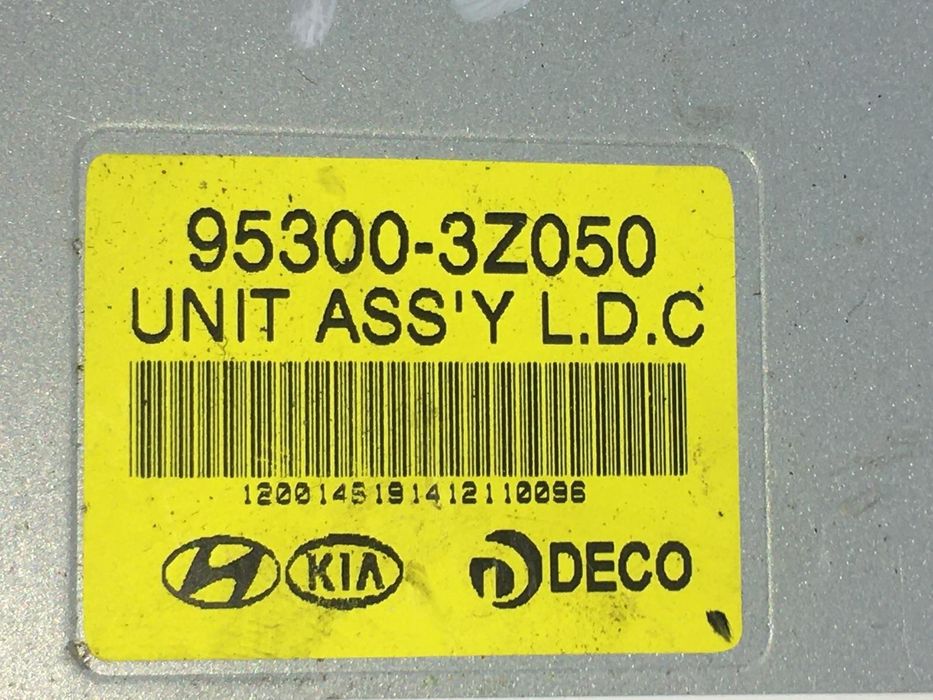 95300-3Z050
UNIT ASS'Y L.D.C
1200145191412110096
KIA DECO